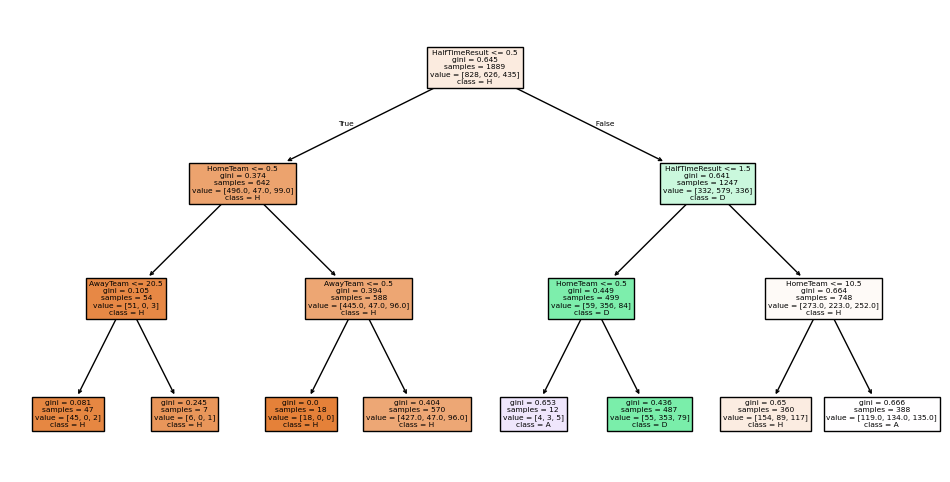 HalfTimeResult <= 0.5
gini = 0.645
samples = 1889
value = [828, 626, 435]
class = H
True
False
HomeTeam <= 0.5
gini = 0.374
samples = 642
value = [496.0, 47.0, 99.0]
class = H
HalfTimeResult <= 1.5
gini = 0.641
samples = 1247
value = [332, 579, 336]
class = D
AwayTeam <= 20.5
gini = 0.105
samples = 54
value = [51, 0, 3]
class = H
AwayTeam <= 0.5
gini = 0.394
samples = 588
value = [445.0, 47.0, 96.0]
class = H
HomeTeam <= 0.5
gini = 0.449
samples = 499
value = [59, 356, 84]
class = D
HomeTeam <= 10.5
gini = 0.664
samples = 748
value = [273.0, 223.0, 252.0]
class = H
gini = 0.081
samples = 47
value = [45, 0, 2]
class = H
gini = 0.245
samples = 7
value = [6, 0, 1]
class = H
gini = 0.0
samples = 18
value = [18, 0, 0]
class = H
gini = 0.404
samples = 570
value = [427.0, 47.0, 96.0]
class = H
gini = 0.653
samples = 12
value = [4, 3, 5]
class = A
gini = 0.436
samples = 487
value = [55, 353, 79]
class = D
gini = 0.65
samples = 360
value = [154, 89, 117]
class = H
gini = 0.666
samples = 388
value = [119.0, 134.0, 135.0]
class = A